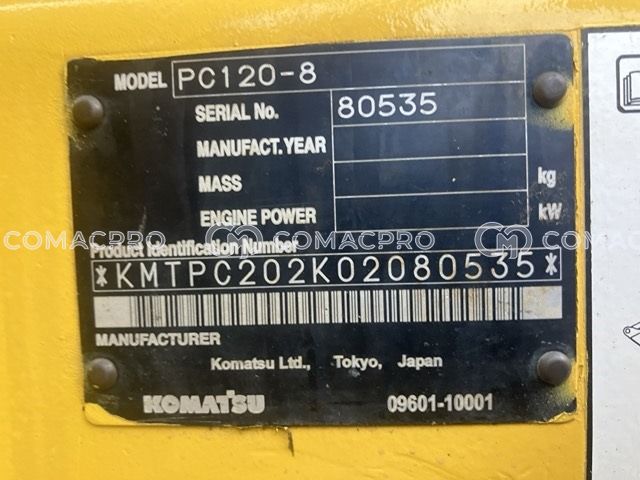 MODEL PC120-8
SERIAL No. 80535
MANUFACT. YEAR
MASS kg
ENGINE POWER kW
COMACPRO COMACPRO COMACPRO
Product Identification Number
*KMTPC202K02080535*
MANUFACTURER
Komatsu Ltd., Tokyo, Japan
KOMATSU 09601-10001